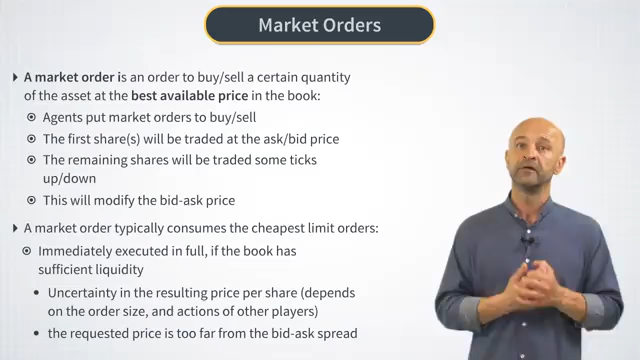 Market Orders
A market order is an order to buy/sell a certain quantity
of the asset at the best available price in the book:
Agents put market orders to buy/sell
The first share(s) will be traded at the ask/bid price
The remaining shares will be traded some ticks
up/down
This will modify the bid-ask price
A market order typically consumes the cheapest limit orders:
Immediately executed in full, if the book has
sufficient liquidity
Uncertainty in the resulting price per share (depends
on the order size, and actions of other players)
the requested price is too far from the bid-ask spread